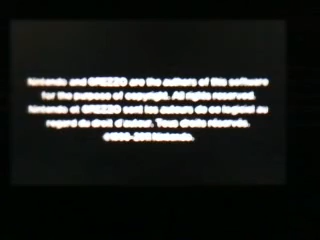 Nintendo and GREZZO are the authors of this software
for the purpose of copyright. All rights reserved.
Nintendo et GREZZO sont les auteurs de ce logiciel au
regard du droit d'auteur. Tous droits réservés.
Nintendo.